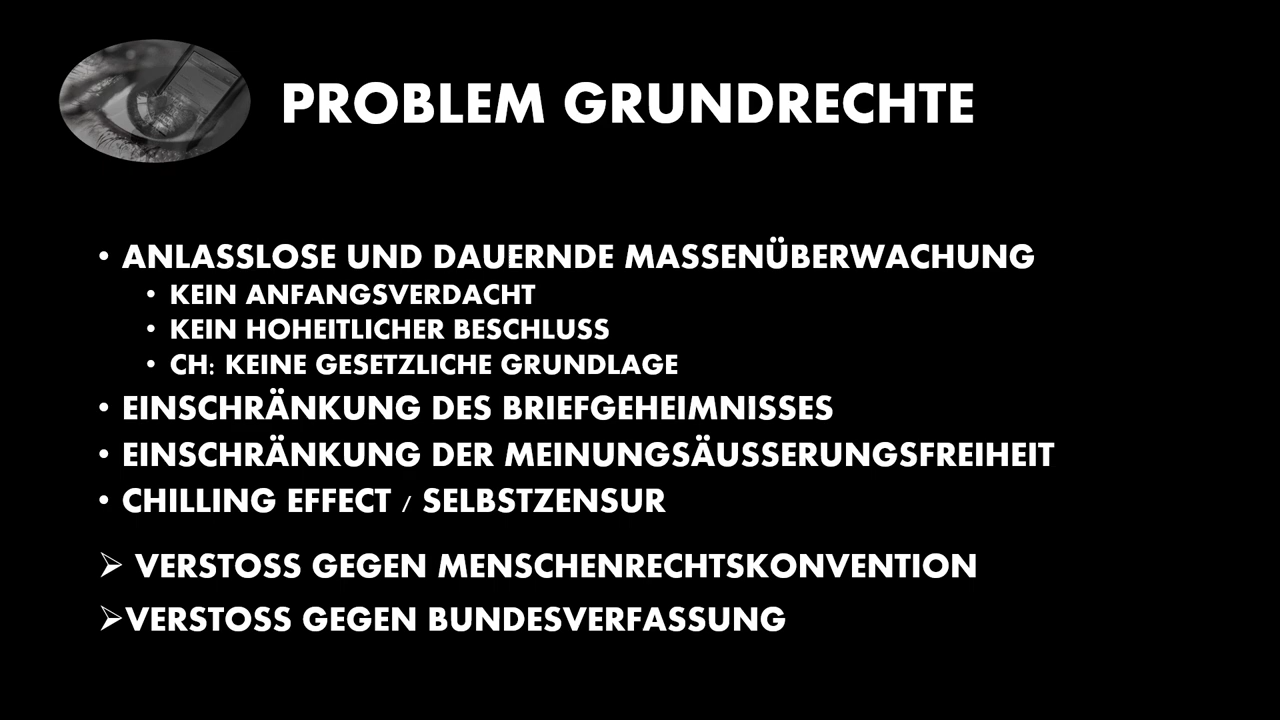 PROBLEM GRUNDRECHTE
• ANLASSLOSE UND DAUERNDE MASSENÜBERWACHUNG
• KEIN ANFANGSVERDACHT
• KEIN HOHEITLICHER BESCHLUSS
• CH: KEINE GESETZLICHE GRUNDLAGE
• EINSCHRÄNKUNG DES BRIEFGEHEIMNISSES
• EINSCHRÄNKUNG DER MEINUNGSÄUSSERUNGSFREIHEIT
• CHILLING EFFECT / SELBSTZENSUR
➢ VERSTOSS GEGEN MENSCHENRECHTSKONVENTION
➢VERSTOSS GEGEN BUNDESVERFASSUNG